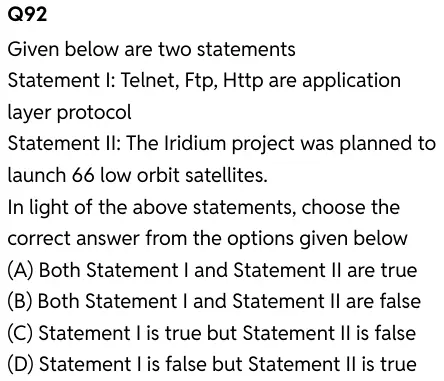 Q92
Given below are two statements
Statement I: Telnet, Ftp, Http are application
layer protocol
Statement II: The Iridium project was planned to
launch 66 low orbit satellites.
In light of the above statements, choose the
correct answer from the options given below
(A) Both Statement I and Statement II are true
(B) Both Statement I and Statement II are false
(C) Statement I is true but Statement II is false
(D) Statement I is false but Statement II is true